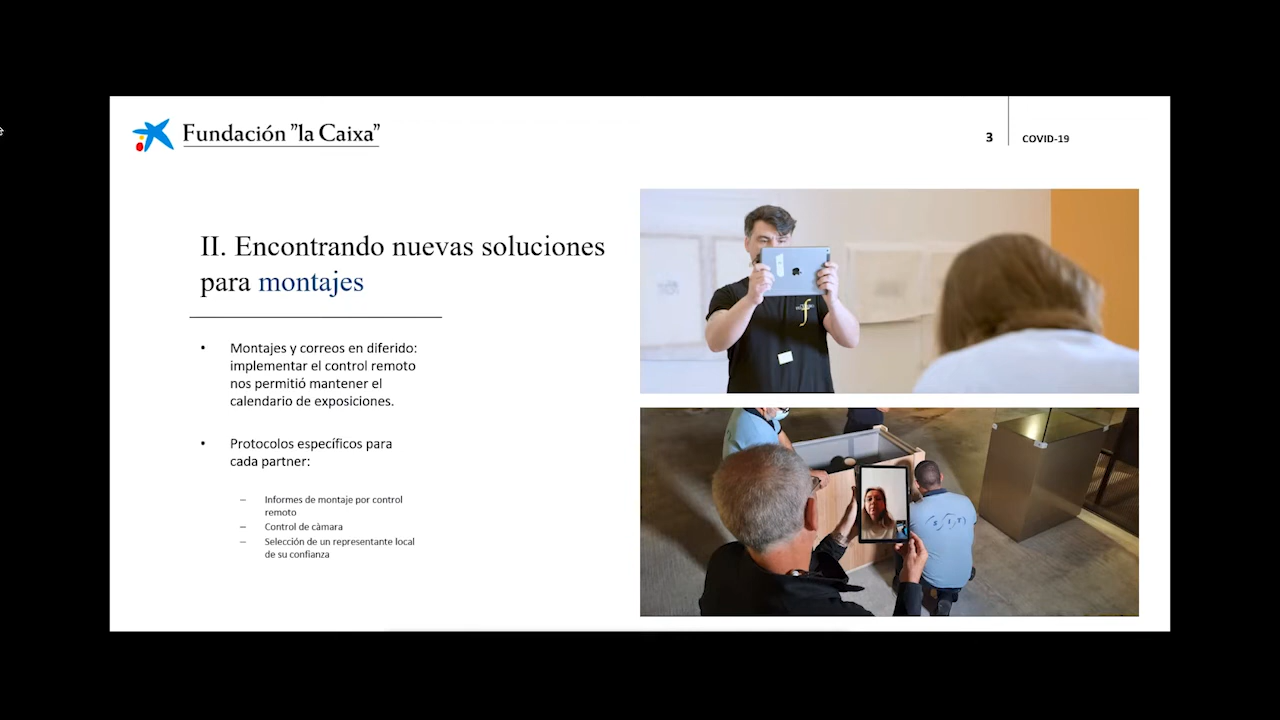 Fundación "la Caixa"
3
COVID-19
II. Encontrando nuevas soluciones
para montajes
• Montajes y correos en diferido:
implementar el control remoto
nos permitió mantener el
calendario de exposiciones.
• Protocolos específicos para
cada partner:
– Informes de montaje por control
remoto
– Control de càmara
– Selección de un representante local
de su confianza